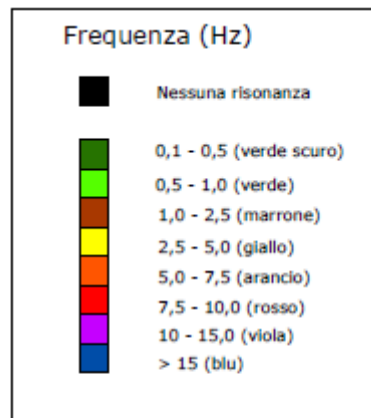 Frequenza (Hz)
Nessuna risonanza
0,1 - 0,5 (verde scuro)
0,5 - 1,0 (verde)
1,0 - 2,5 (marrone)
2,5 - 5,0 (giallo)
5,0 - 7,5 (arancio)
7,5 - 10,0 (rosso)
10 - 15,0 (viola)
> 15 (blu)